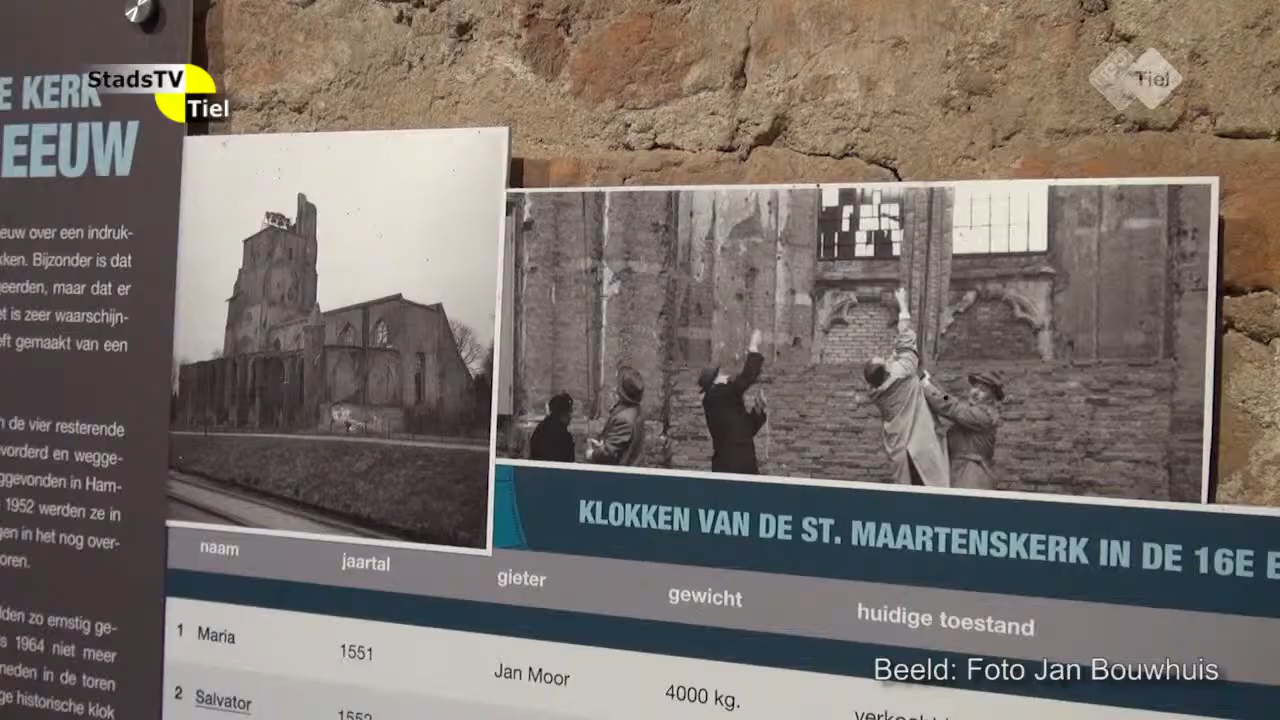 StadsTV
Tiel
Tiel
E KERK
EEUW
euw over een indruk-
ken. Bijzonder is dat
eerden, maar dat er
et is zeer waarschijn-
eft gemaakt van een
n de vier resterende
vorderd en wegge-
ggevonden in Ham-
1952 werden ze in
gen in het nog over-
oren.
lden zo ernstig ge-
s 1964 niet meer
neden in de toren
ge historische klok
KLOKKEN VAN DE ST. MAARTENSKERK IN DE 16E E
naam jaartal gieter gewicht huidige toestand
1 Maria 1551 Jan Moor 4000 kg.
2 Salvator 1552
Beeld: Foto Jan Bouwhuis